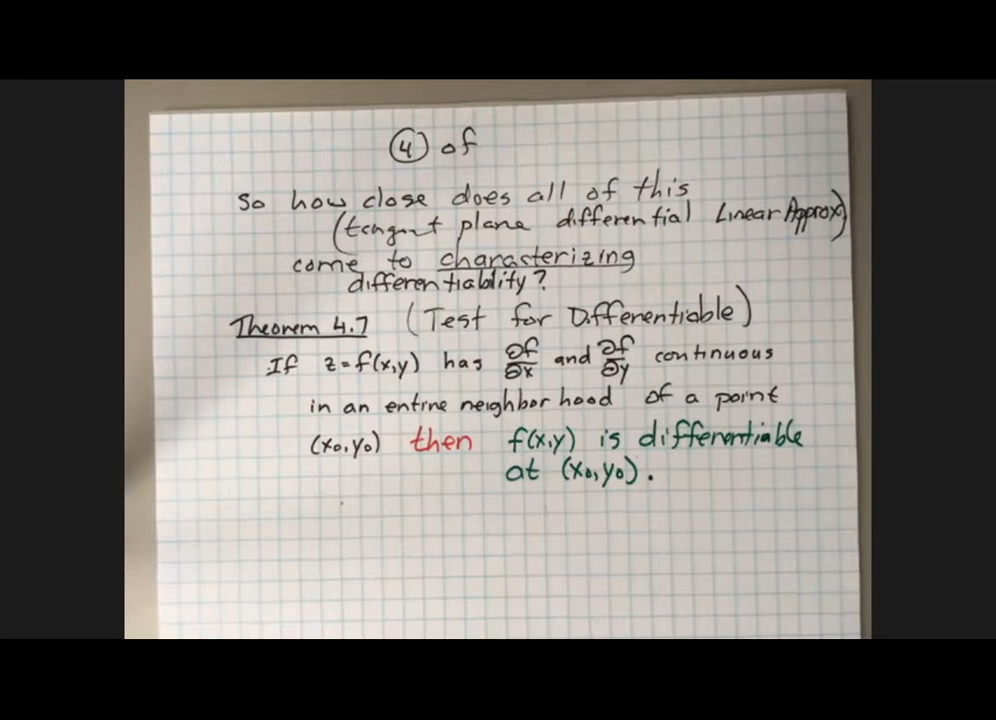 ④ of
So how close does all of this
(tangent plane differential Linear Approx)
come to characterizing
differentiablity?
Theorem 4.7 (Test for Differentiable)
If z=f(x,y) has ∂f/∂x and ∂f/∂y continuous
in an entire neighborhood of a point
(x₀,y₀) then f(x,y) is differentiable
at (x₀,y₀).